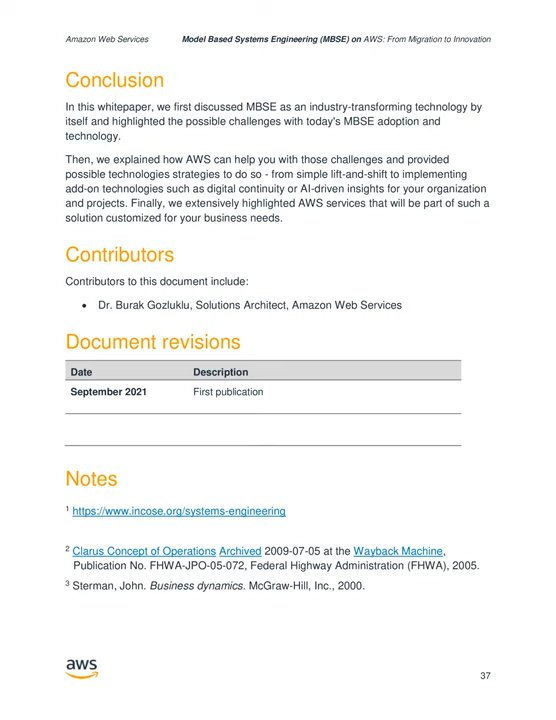 Amazon Web Services Model Based Systems Engineering (MBSE) on AWS: From Migration to Innovation
Conclusion
In this whitepaper, we first discussed MBSE as an industry-transforming technology by
itself and highlighted the possible challenges with today's MBSE adoption and
technology.
Then, we explained how AWS can help you with those challenges and provided
possible technologies strategies to do so - from simple lift-and-shift to implementing
add-on technologies such as digital continuity or AI-driven insights for your organization
and projects. Finally, we extensively highlighted AWS services that will be part of such a
solution customized for your business needs.
Contributors
Contributors to this document include:
• Dr. Burak Gozluklu, Solutions Architect, Amazon Web Services
Document revisions
Date Description
September 2021 First publication
Notes
1 https://www.incose.org/systems-engineering
2 Clarus Concept of Operations Archived 2009-07-05 at the Wayback Machine,
Publication No. FHWA-JPO-05-072, Federal Highway Administration (FHWA), 2005.
3 Sterman, John. Business dynamics. McGraw-Hill, Inc., 2000.
aws
37